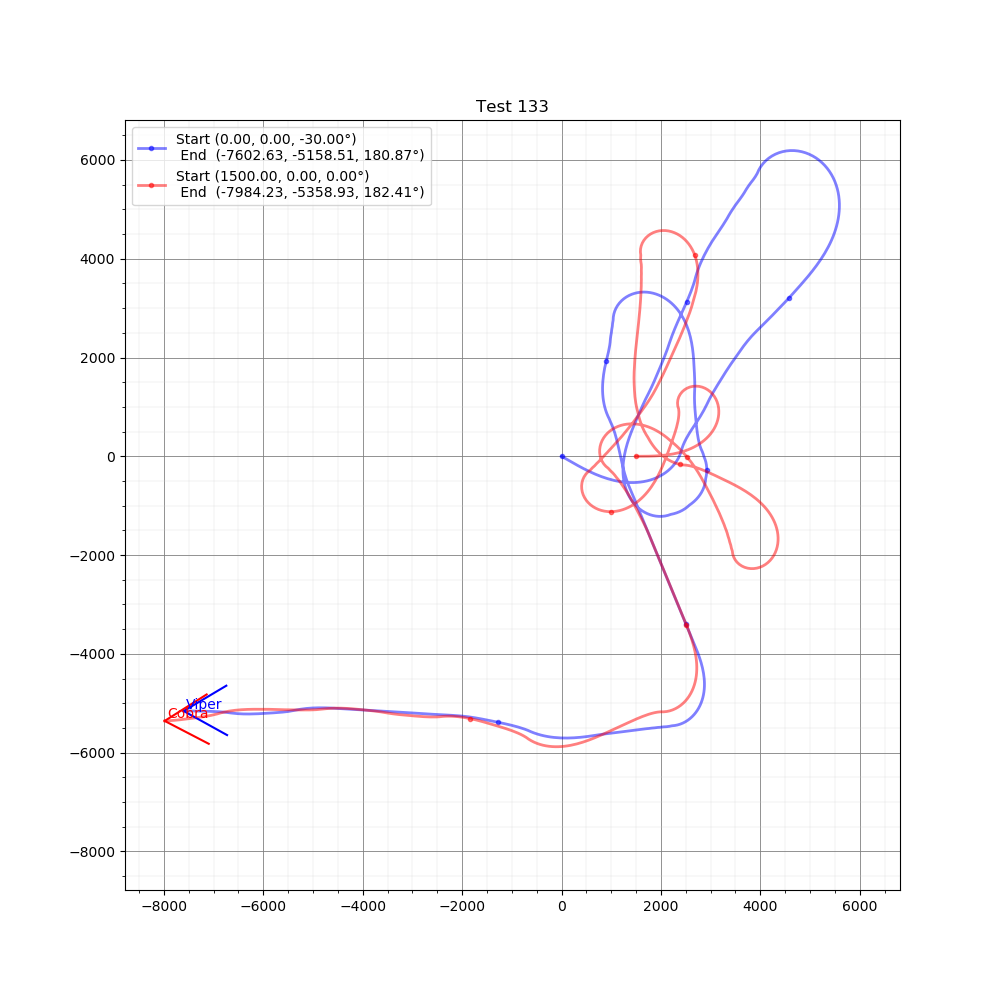 Test 133
Start (0.00, 0.00, -30.00°)
End  (-7602.63, -5158.51, 180.87°)
Start (1500.00, 0.00, 0.00°)
End  (-7984.23, -5358.93, 182.41°)
6000
4000
2000
0
−2000
−4000
−6000
−8000
Viper
Cobra
−8000 −6000 −4000 −2000 0 2000 4000 6000